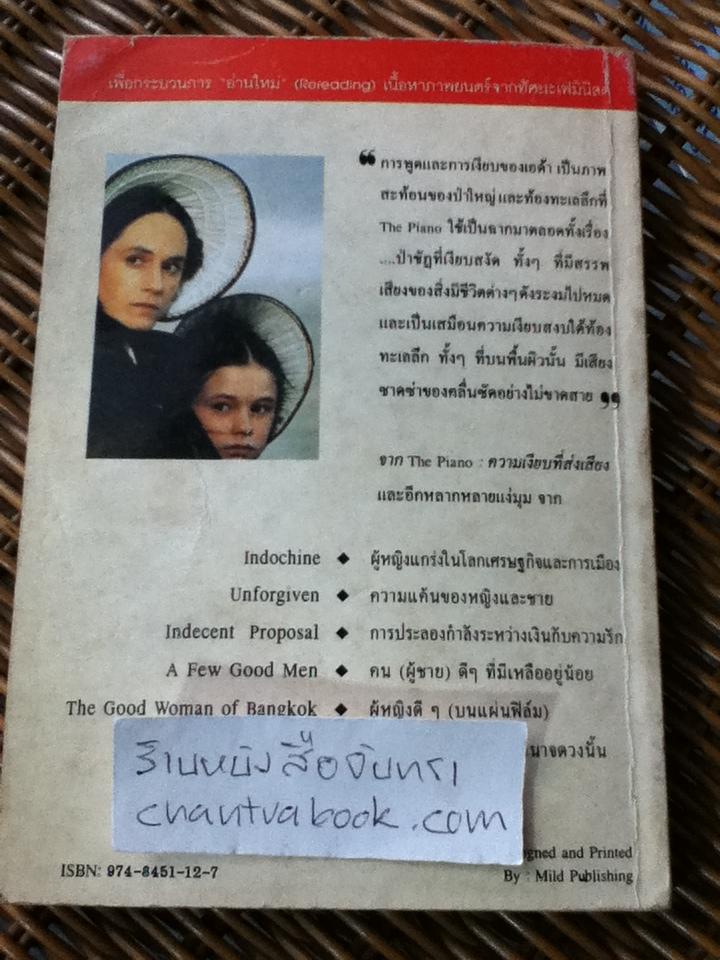 เพื่อกระบวนการ "อ่านใหม่" (Rereading) เนื้อหาภาพยนตร์จากทัศนะเฟมินิสต์
“ การพูดและการเงียบของเอด้า เป็นภาพ
สะท้อนของป่าใหญ่ และท้องทะเลลึกที่
The Piano ใช้เป็นฉากมาตลอดทั้งเรื่อง
....ป่าชัฏที่เงียบสงัด ทั้งๆ ที่มีสรรพ
เสียงของสิ่งมีชีวิตต่างๆ ดังระงมไปหมด
และเป็นเสมือนความเงียบสงบใต้ท้อง
ทะเลลึก ทั้งๆ ที่บนพื้นผิวนั้น มีเสียง
ซาดซ่าของคลื่นซัดอย่างไม่ขาดสาย ”
จาก The Piano : ความเงียบที่ส่งเสียง
และอีกหลากหลายแง่มุม จาก
Indochine ◆ ผู้หญิงแกร่งในโลกเศรษฐกิจและการเมือง
Unforgiven ◆ ความแค้นของหญิงและชาย
Indecent Proposal ◆ การประลองกำลังระหว่างเงินกับความรัก
A Few Good Men ◆ คน (ผู้ชาย) ดีๆ ที่มีเหลืออยู่น้อย
The Good Woman of Bangkok ◆ ผู้หญิงดี ๆ (บนแผ่นฟิล์ม)
นาจดวงนั้น
ร้านหนังสือจันทรา
chantrabook.com
gned and Printed
ISBN: 974-8451-12-7
By : Mild Publishing